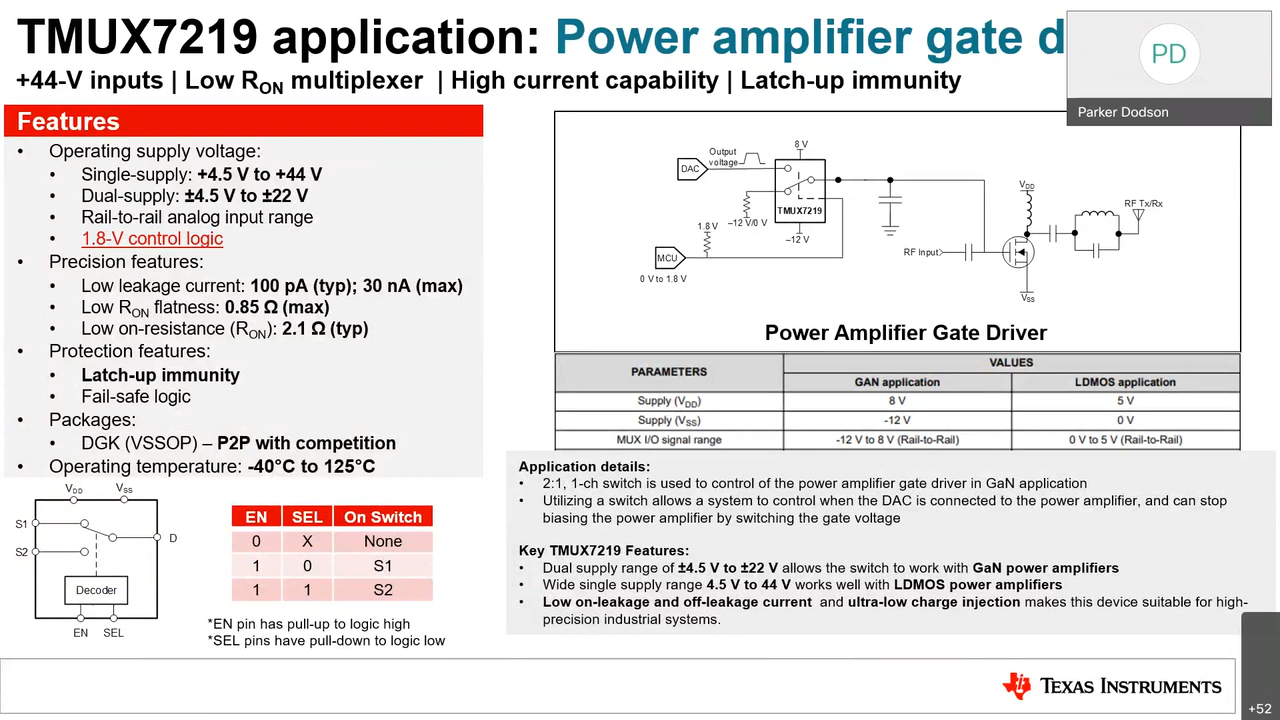 TMUX7219 application: Power amplifier gate d
+44-V inputs | Low RON multiplexer | High current capability | Latch-up immunity
PD
Parker Dodson
Features
• Operating supply voltage:
• Single-supply: +4.5 V to +44 V
• Dual-supply: ±4.5 V to ±22 V
• Rail-to-rail analog input range
• 1.8-V control logic
• Precision features:
• Low leakage current: 100 pA (typ); 30 nA (max)
• Low RON flatness: 0.85 Ω (max)
• Low on-resistance (RON): 2.1 Ω (typ)
• Protection features:
• Latch-up immunity
• Fail-safe logic
• Packages:
• DGK (VSSOP) – P2P with competition
• Operating temperature: -40°C to 125°C
VDD VSS
S1
S2
D
Decoder
EN SEL
EN SEL On Switch
0 X None
1 0 S1
1 1 S2
*EN pin has pull-up to logic high
*SEL pins have pull-down to logic low
8 V
Output
voltage
DAC
TMUX7219
–12 V/0 V
1.8 V
–12 V
MCU
0 V to 1.8 V
RF Input
VDD
RF Tx/Rx
VSS
Power Amplifier Gate Driver
PARAMETERS VALUES
GAN application LDMOS application
Supply (VDD) 8 V 5 V
Supply (VSS) -12 V 0 V
MUX I/O signal range -12 V to 8 V (Rail-to-Rail) 0 V to 5 V (Rail-to-Rail)
Application details:
• 2:1, 1-ch switch is used to control of the power amplifier gate driver in GaN application
• Utilizing a switch allows a system to control when the DAC is connected to the power amplifier, and can stop
biasing the power amplifier by switching the gate voltage
Key TMUX7219 Features:
• Dual supply range of ±4.5 V to ±22 V allows the switch to work with GaN power amplifiers
• Wide single supply range 4.5 V to 44 V works well with LDMOS power amplifiers
• Low on-leakage and off-leakage current and ultra-low charge injection makes this device suitable for high-
precision industrial systems.
TEXAS INSTRUMENTS
+52